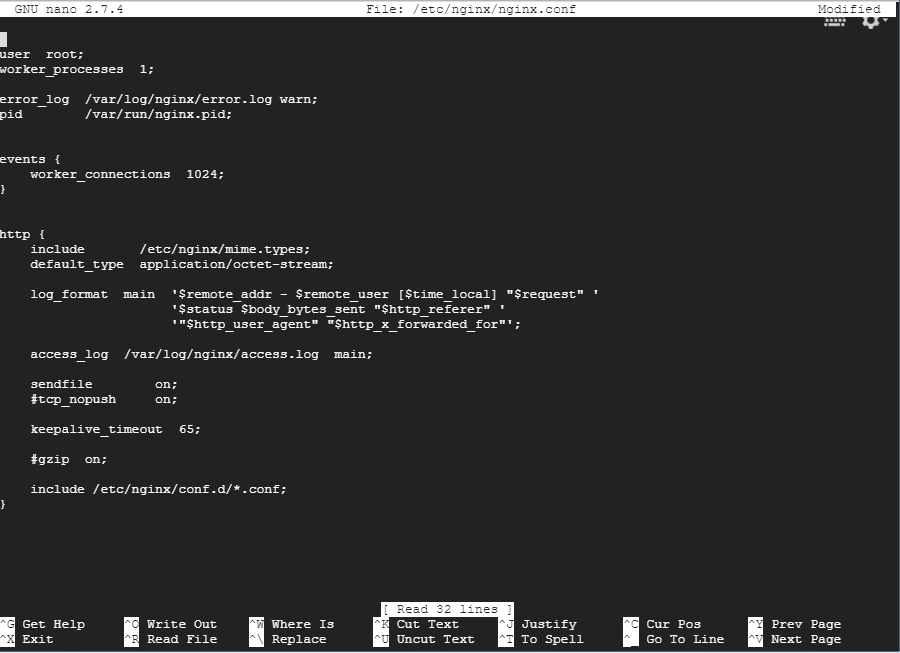 GNU nano 2.7.4 File: /etc/nginx/nginx.conf Modified
user  root;
worker_processes  1;
error_log  /var/log/nginx/error.log warn;
pid        /var/run/nginx.pid;
events {
    worker_connections  1024;
}
http {
    include       /etc/nginx/mime.types;
    default_type  application/octet-stream;
    log_format  main  '$remote_addr - $remote_user [$time_local] "$request" '
                      '$status $body_bytes_sent "$http_referer" '
                      '"$http_user_agent" "$http_x_forwarded_for"';
    access_log  /var/log/nginx/access.log  main;
    sendfile        on;
    #tcp_nopush     on;
    keepalive_timeout  65;
    #gzip  on;
    include /etc/nginx/conf.d/*.conf;
}
[ Read 32 lines ]
^G Get Help ^O Write Out ^W Where Is ^K Cut Text ^J Justify ^C Cur Pos ^Y Prev Page
^X Exit ^R Read File ^\ Replace ^U Uncut Text ^T To Spell ^_ Go To Line ^V Next Page